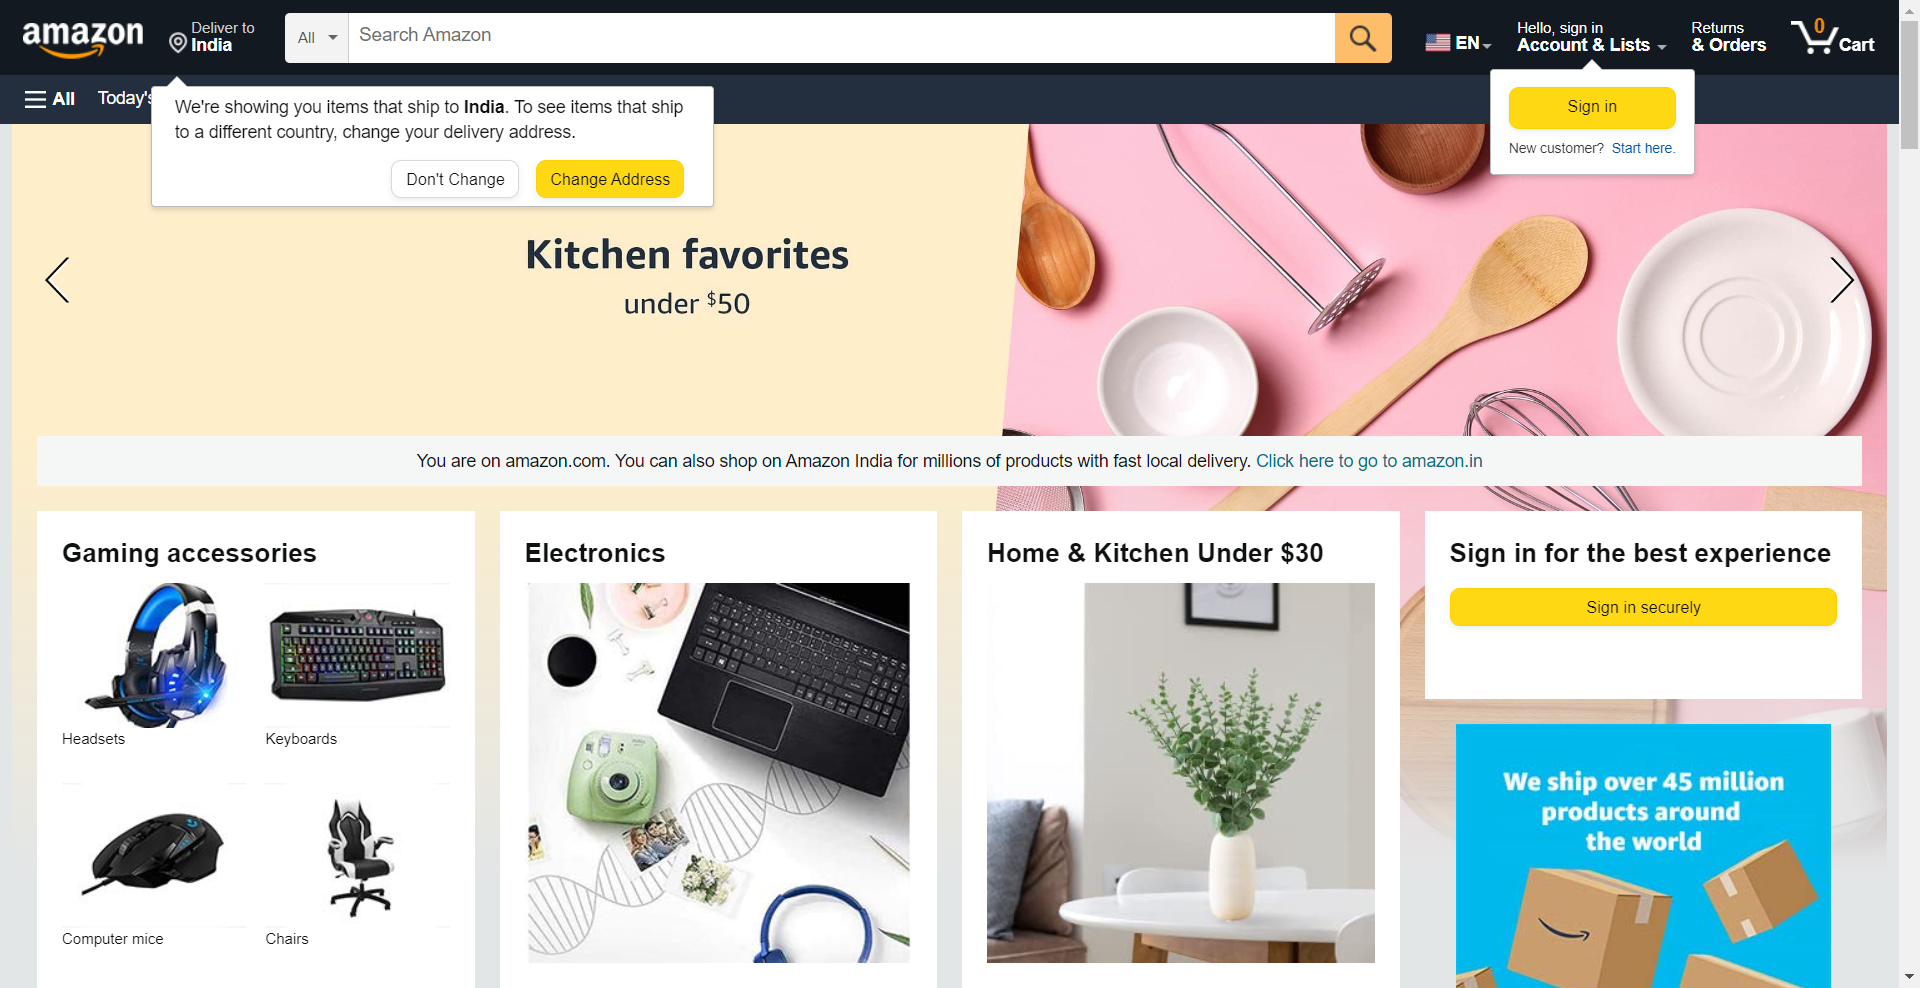 amazon
Deliver to
India
All
Search Amazon
EN
Hello, sign in
Account & Lists
Returns
& Orders
0
Cart
All
Today's
We're showing you items that ship to India. To see items that ship
to a different country, change your delivery address.
Don't Change
Change Address
Sign in
New customer? Start here.
Kitchen favorites
under $50
You are on amazon.com. You can also shop on Amazon India for millions of products with fast local delivery. Click here to go to amazon.in
Gaming accessories
Headsets
Keyboards
Computer mice
Chairs
Electronics
Home & Kitchen Under $30
Sign in for the best experience
Sign in securely
We ship over 45 million
products around
the world